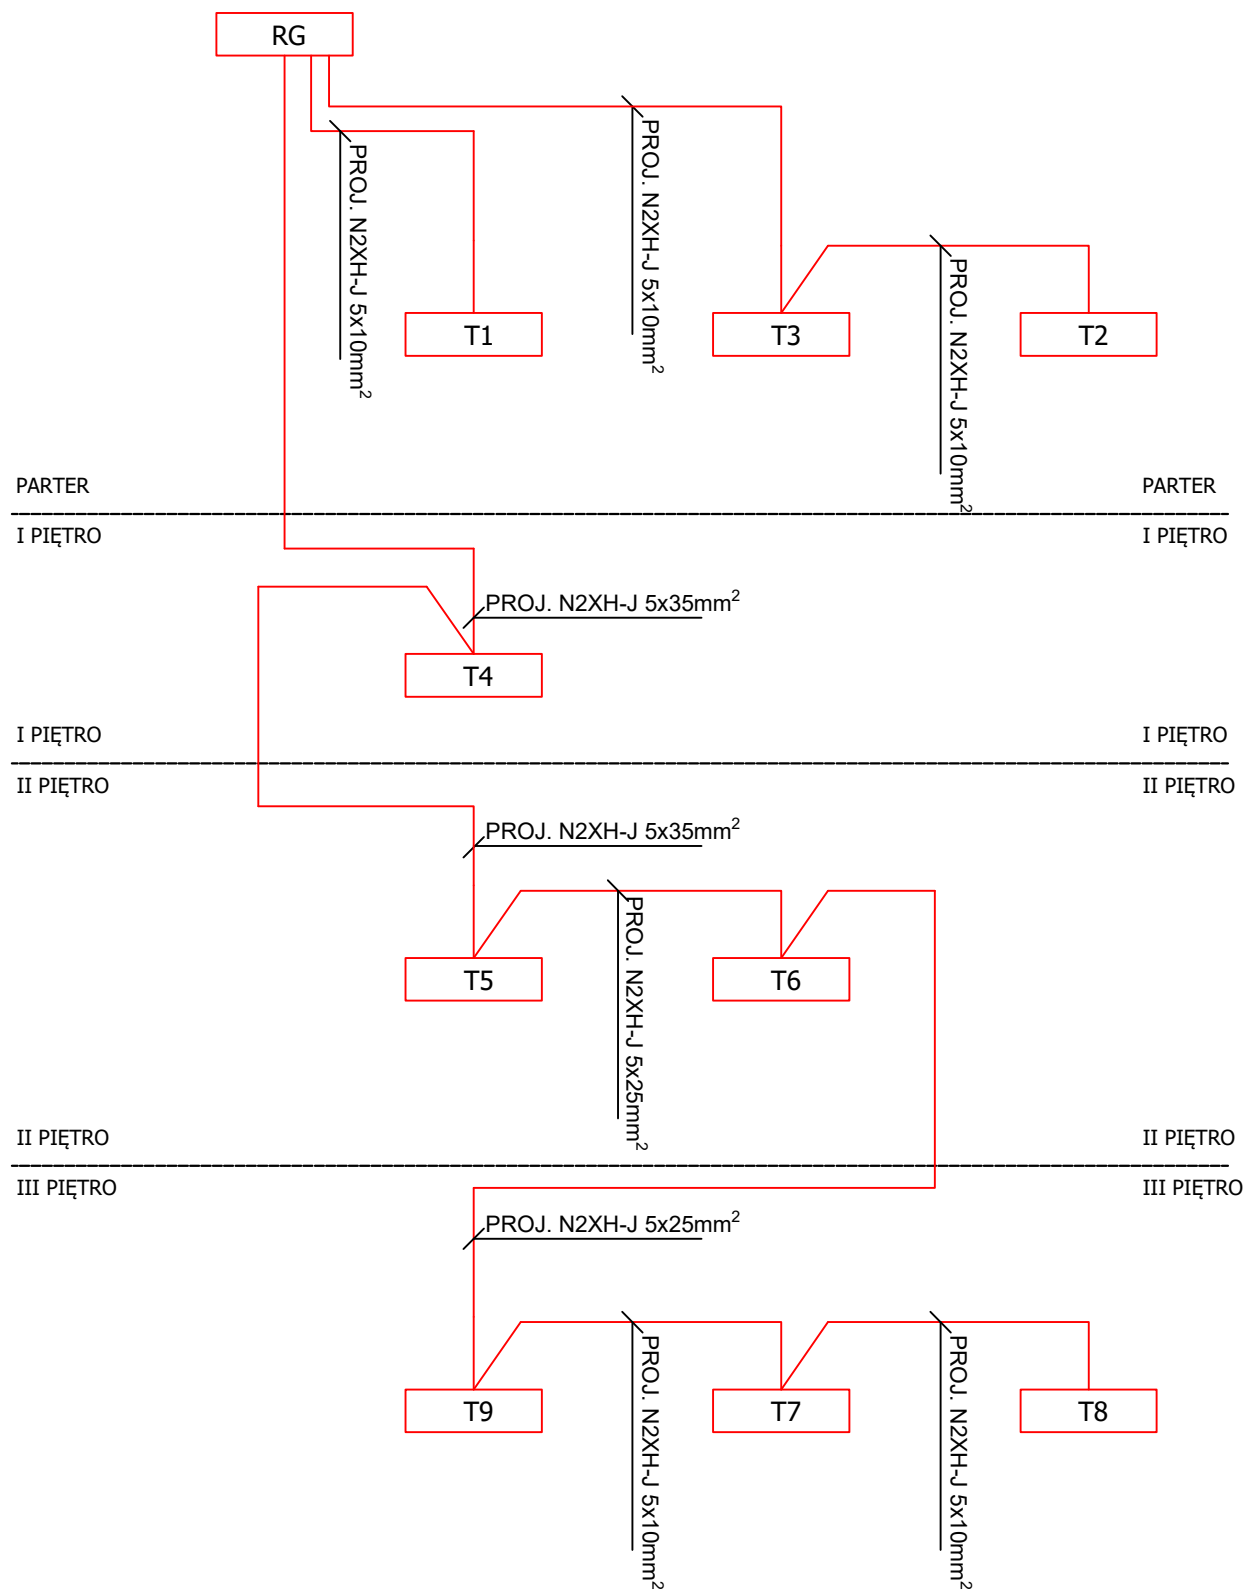 RG
PROJ. N2XH-J 5x10mm²
PROJ. N2XH-J 5x10mm²
PROJ. N2XH-J 5x10mm²
T1
T3
T2
PARTER
PARTER
I PIĘTRO
I PIĘTRO
PROJ. N2XH-J 5x35mm²
T4
I PIĘTRO
I PIĘTRO
II PIĘTRO
II PIĘTRO
PROJ. N2XH-J 5x35mm²
PROJ. N2XH-J 5x25mm²
T5
T6
II PIĘTRO
II PIĘTRO
III PIĘTRO
III PIĘTRO
PROJ. N2XH-J 5x25mm²
PROJ. N2XH-J 5x10mm²
PROJ. N2XH-J 5x10mm²
T9
T7
T8